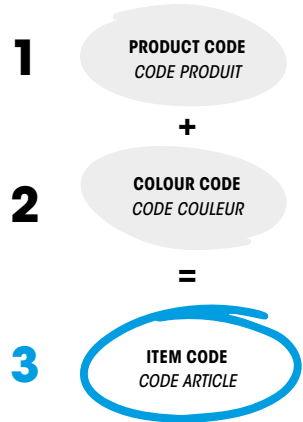 1
PRODUCT CODE
CODE PRODUIT
+
2
COLOUR CODE
CODE COULEUR
=
3
ITEM CODE
CODE ARTICLE